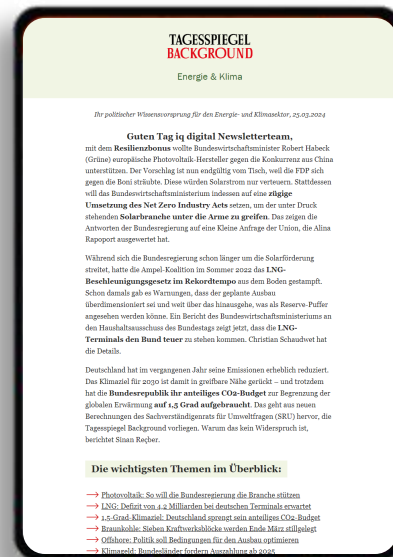 TAGESSPIEGEL
BACKGROUND
Energie & Klima
Ihr politischer Wissensvorsprung für den Energie- und Klimasektor, 25.03.2024
Guten Tag iq digital Newsletterteam,
mit dem Resilienzbonus wollte Bundeswirtschaftsminister Robert Habeck
(Grüne) europäische Photovoltaik-Hersteller gegen die Konkurrenz aus China
unterstützen. Der Vorschlag ist nun endgültig vom Tisch, weil die FDP sich
gegen die Boni sträubte. Diese würden Solarstrom nur verteuern. Stattdessen
will das Bundeswirtschaftsministerium indessen auf eine zügige
Umsetzung des Net Zero Industry Acts setzen, um der unter Druck
stehenden Solarbranche unter die Arme zu greifen. Das zeigen die
Antworten der Bundesregierung auf eine Kleine Anfrage der Union, die Alina
Rapoport ausgewertet hat.
Während sich die Bundesregierung schon länger um die Solarförderung
streitet, hatte die Ampel-Koalition im Sommer 2022 das LNG-
Beschleunigungsgesetz im Rekordtempo aus dem Boden gestampft.
Schon damals gab es Warnungen, dass der geplante Ausbau
überdimensioniert sei und weit über das hinausgehe, was als Reserve-Puffer
angesehen werden könne. Ein Bericht des Bundeswirtschaftsministeriums an
den Haushaltsausschuss des Bundestags zeigt jetzt, dass die LNG-
Terminals den Bund teuer zu stehen kommen. Christian Schaudwet hat
die Details.
Deutschland hat im vergangenen Jahr seine Emissionen erheblich reduziert.
Das Klimaziel für 2030 ist damit in greifbare Nähe gerückt – und trotzdem
hat die Bundesrepublik ihr anteiliges CO2-Budget zur Begrenzung der
globalen Erwärmung auf 1,5 Grad aufgebraucht. Das geht aus neuen
Berechnungen des Sachverständigenrats für Umweltfragen (SRU) hervor, die
Tagesspiegel Background vorliegen. Warum das kein Widerspruch ist,
berichtet Sinan Reçber.
Die wichtigsten Themen im Überblick:
→ Photovoltaik: So will die Bundesregierung die Branche stützen
→ LNG: Defizit von 4,2 Milliarden bei deutschen Terminals erwartet
→ 1,5-Grad-Klimaziel: Deutschland sprengt sein anteiliges CO2-Budget
→ Braunkohle: Sieben Kraftwerksblöcke werden Ende März stillgelegt
→ Offshore: Politik soll Bedingungen für den Ausbau optimieren
→ Klimageld: Bundesländer fordern Auszahlung ab 2025